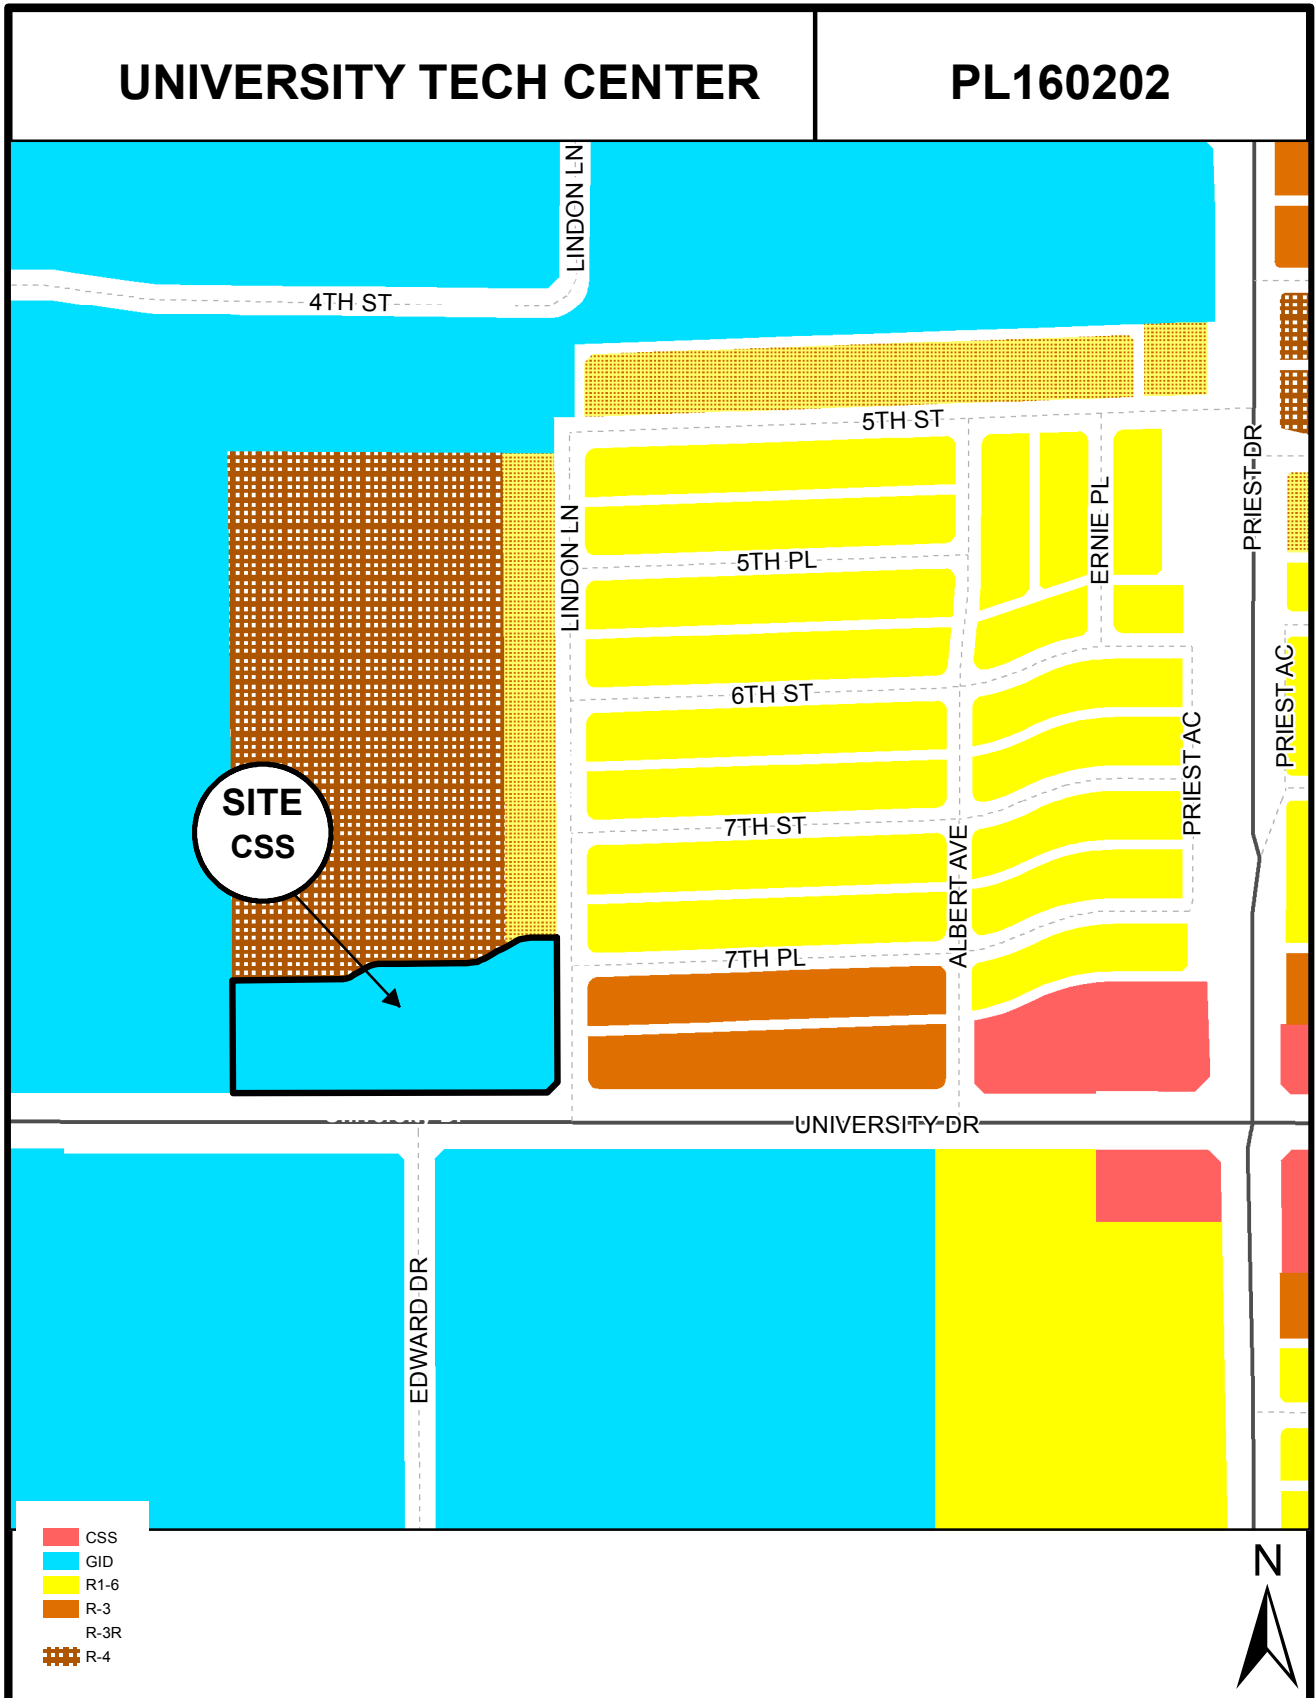 UNIVERSITY TECH CENTER
PL160202
LINDON LN
4TH ST
5TH ST
PRIEST DR
ERNIE PL
LINDON LN
5TH PL
6TH ST
PRIEST AC
PRIEST AC
SITE
CSS
7TH ST
ALBERT AVE
7TH PL
University Dr
UNIVERSITY DR
EDWARD DR
CSS
GID
R1-6
R-3
R-3R
R-4
N